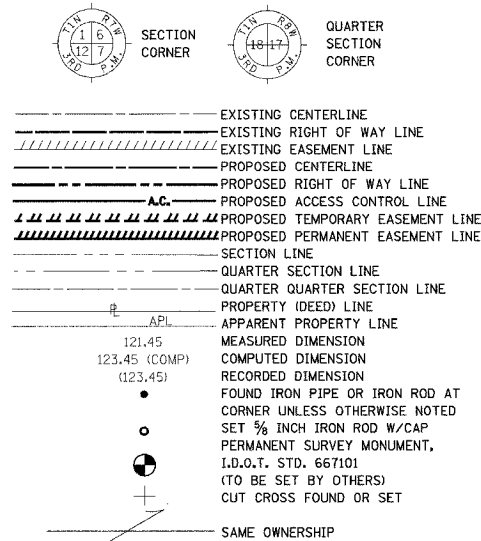 T1N R7W
1 6
12 7
3RD P.M.
SECTION
CORNER
T1N R8W
18 17
3RD P.M.
QUARTER
SECTION
CORNER
EXISTING CENTERLINE
EXISTING RIGHT OF WAY LINE
EXISTING EASEMENT LINE
PROPOSED CENTERLINE
PROPOSED RIGHT OF WAY LINE
A.C. PROPOSED ACCESS CONTROL LINE
PROPOSED TEMPORARY EASEMENT LINE
PROPOSED PERMANENT EASEMENT LINE
SECTION LINE
QUARTER SECTION LINE
QUARTER QUARTER SECTION LINE
PL PROPERTY (DEED) LINE
APL APPARENT PROPERTY LINE
121.45 MEASURED DIMENSION
123.45 (COMP) COMPUTED DIMENSION
(123.45) RECORDED DIMENSION
FOUND IRON PIPE OR IRON ROD AT
CORNER UNLESS OTHERWISE NOTED
SET 5/8 INCH IRON ROD W/CAP
PERMANENT SURVEY MONUMENT,
I.D.O.T. STD. 667101
(TO BE SET BY OTHERS)
CUT CROSS FOUND OR SET
SAME OWNERSHIP